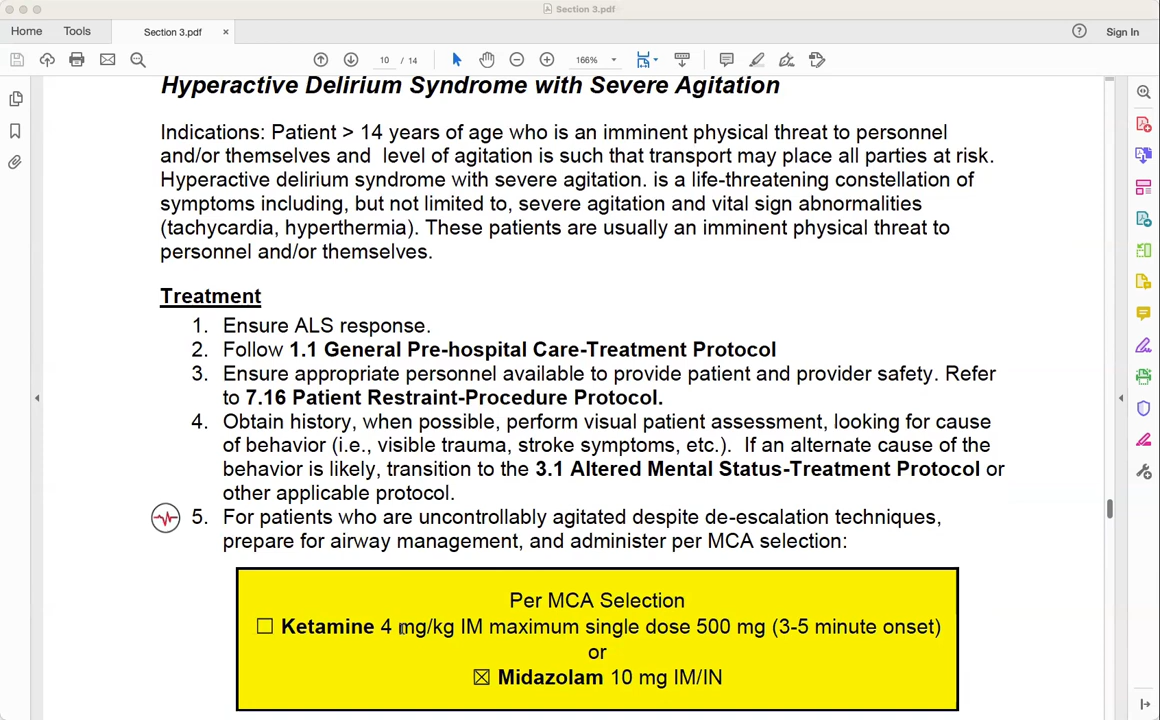 Section 3.pdf
Home Tools Section 3.pdf × ? Sign In
10 / 14 166%
Hyperactive Delirium Syndrome with Severe Agitation
Indications: Patient > 14 years of age who is an imminent physical threat to personnel
and/or themselves and level of agitation is such that transport may place all parties at risk.
Hyperactive delirium syndrome with severe agitation. is a life-threatening constellation of
symptoms including, but not limited to, severe agitation and vital sign abnormalities
(tachycardia, hyperthermia). These patients are usually an imminent physical threat to
personnel and/or themselves.
Treatment
1. Ensure ALS response.
2. Follow 1.1 General Pre-hospital Care-Treatment Protocol
3. Ensure appropriate personnel available to provide patient and provider safety. Refer
to 7.16 Patient Restraint-Procedure Protocol.
4. Obtain history, when possible, perform visual patient assessment, looking for cause
of behavior (i.e., visible trauma, stroke symptoms, etc.). If an alternate cause of the
behavior is likely, transition to the 3.1 Altered Mental Status-Treatment Protocol or
other applicable protocol.
5. For patients who are uncontrollably agitated despite de-escalation techniques,
prepare for airway management, and administer per MCA selection:
Per MCA Selection
☐ Ketamine 4 mg/kg IM maximum single dose 500 mg (3-5 minute onset)
or
☒ Midazolam 10 mg IM/IN